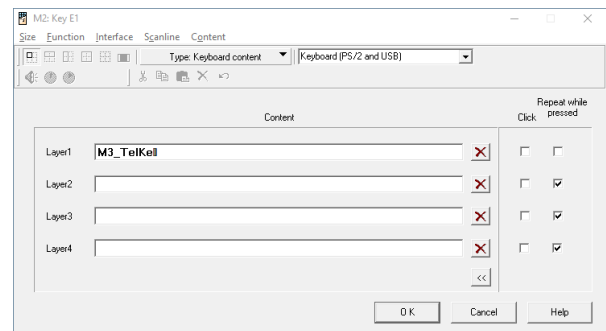 M2: Key E1
Size Function Interface Scanline Content
Type: Keyboard content Keyboard (PS/2 and USB)
Content Click Repeat while pressed
Layer1 M3_TelKell
Layer2
Layer3
Layer4
<<
OK Cancel Help